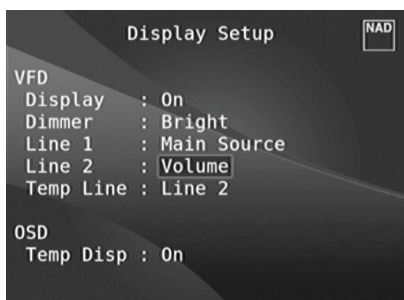 Display Setup
NAD
VFD
Display : On
Dimmer : Bright
Line 1 : Main Source
Line 2 : Volume
Temp Line : Line 2
OSD
Temp Disp : On